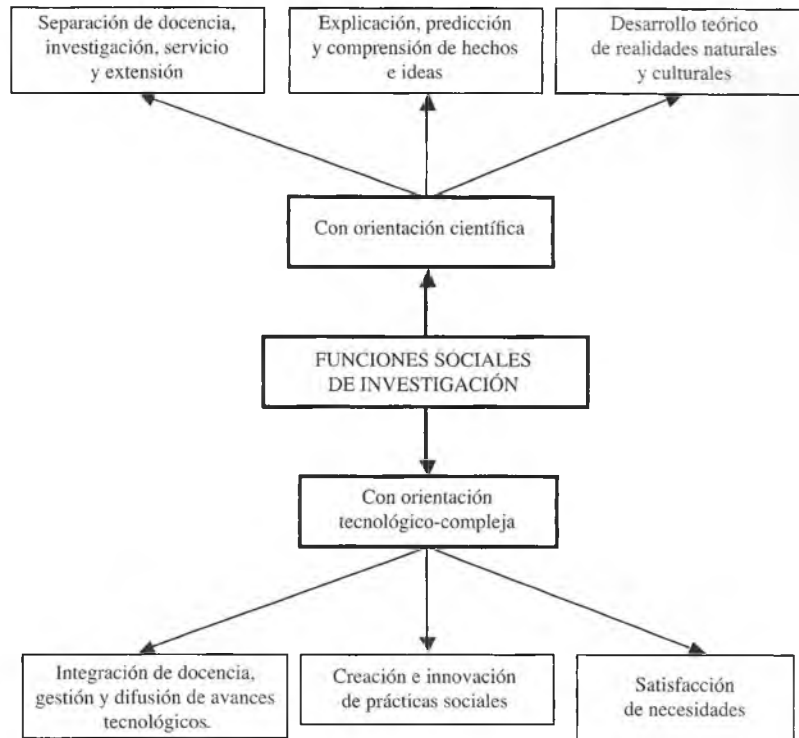 Separación de docencia,
investigación, servicio
y extensión
Explicación, predicción
y comprensión de hechos
e ideas
Desarrollo teórico
de realidades naturales
y culturales
Con orientación científica
FUNCIONES SOCIALES
DE INVESTIGACIÓN
Con orientación
tecnológico-compleja
Integración de docencia,
gestión y difusión de avances
tecnológicos.
Creación e innovación
de prácticas sociales
Satisfacción
de necesidades